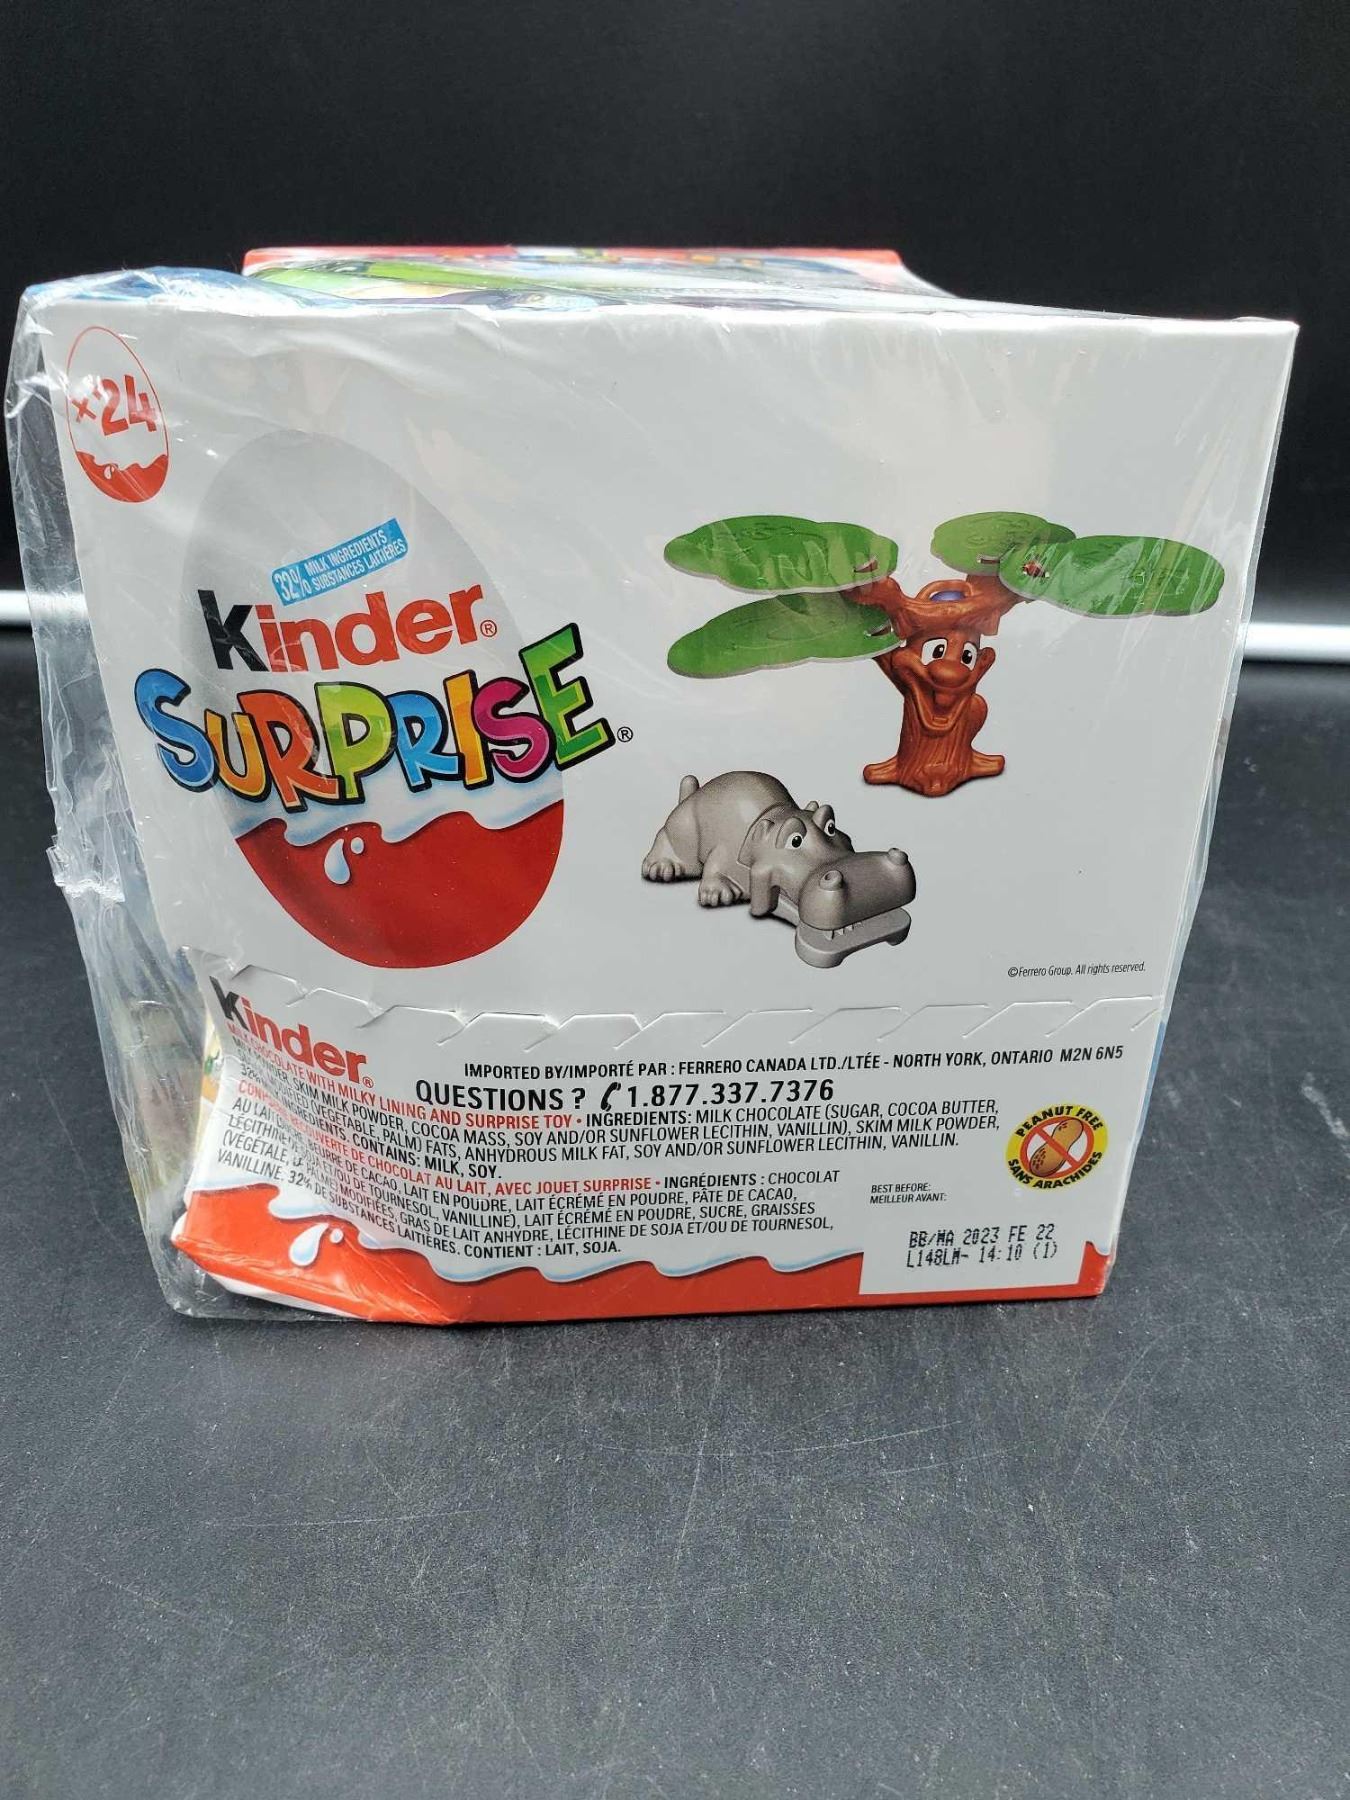 x24
32% MILK INGREDIENTS
SUBSTANCES LAITIÈRES
Kinder®
SURPRISE®
©Ferrero Group. All rights reserved.
Kinder®
IMPORTED BY/IMPORTÉ PAR : FERRERO CANADA LTD./LTÉE - NORTH YORK, ONTARIO M2N 6N5
QUESTIONS ? 1.877.337.7376
MILK CHOCOLATE WITH MILKY LINING AND SURPRISE TOY • INGREDIENTS: MILK CHOCOLATE (SUGAR, COCOA BUTTER,
SKIM MILK POWDER, COCOA MASS, SOY AND/OR SUNFLOWER LECITHIN, VANILLIN), SKIM MILK POWDER,
(VEGETABLE, PALM) FATS, ANHYDROUS MILK FAT, SOY AND/OR SUNFLOWER LECITHIN, VANILLIN.
CONTAINS: MILK, SOY.
DE CHOCOLAT AU LAIT, AVEC JOUET SURPRISE • INGRÉDIENTS : CHOCOLAT
AU LAIT DE CACAO, LAIT EN POUDRE, LAIT ÉCRÉMÉ EN POUDRE, PÂTE DE CACAO,
LÉCITHINE DE TOURNESOL, VANILLINE), LAIT ÉCRÉMÉ EN POUDRE, SUCRE, GRAISSES
(VÉGÉTALE, MODIFIÉES, GRAS DE LAIT ANHYDRE, LÉCITHINE DE SOJA ET/OU DE TOURNESOL,
VANILLINE. 32% DE SUBSTANCES LAITIÈRES. CONTIENT : LAIT, SOJA.
PEANUT FREE
SANS ARACHIDES
BEST BEFORE:
MEILLEUR AVANT:
BB/MA 2023 FE 22
L148LM- 14:10 (1)